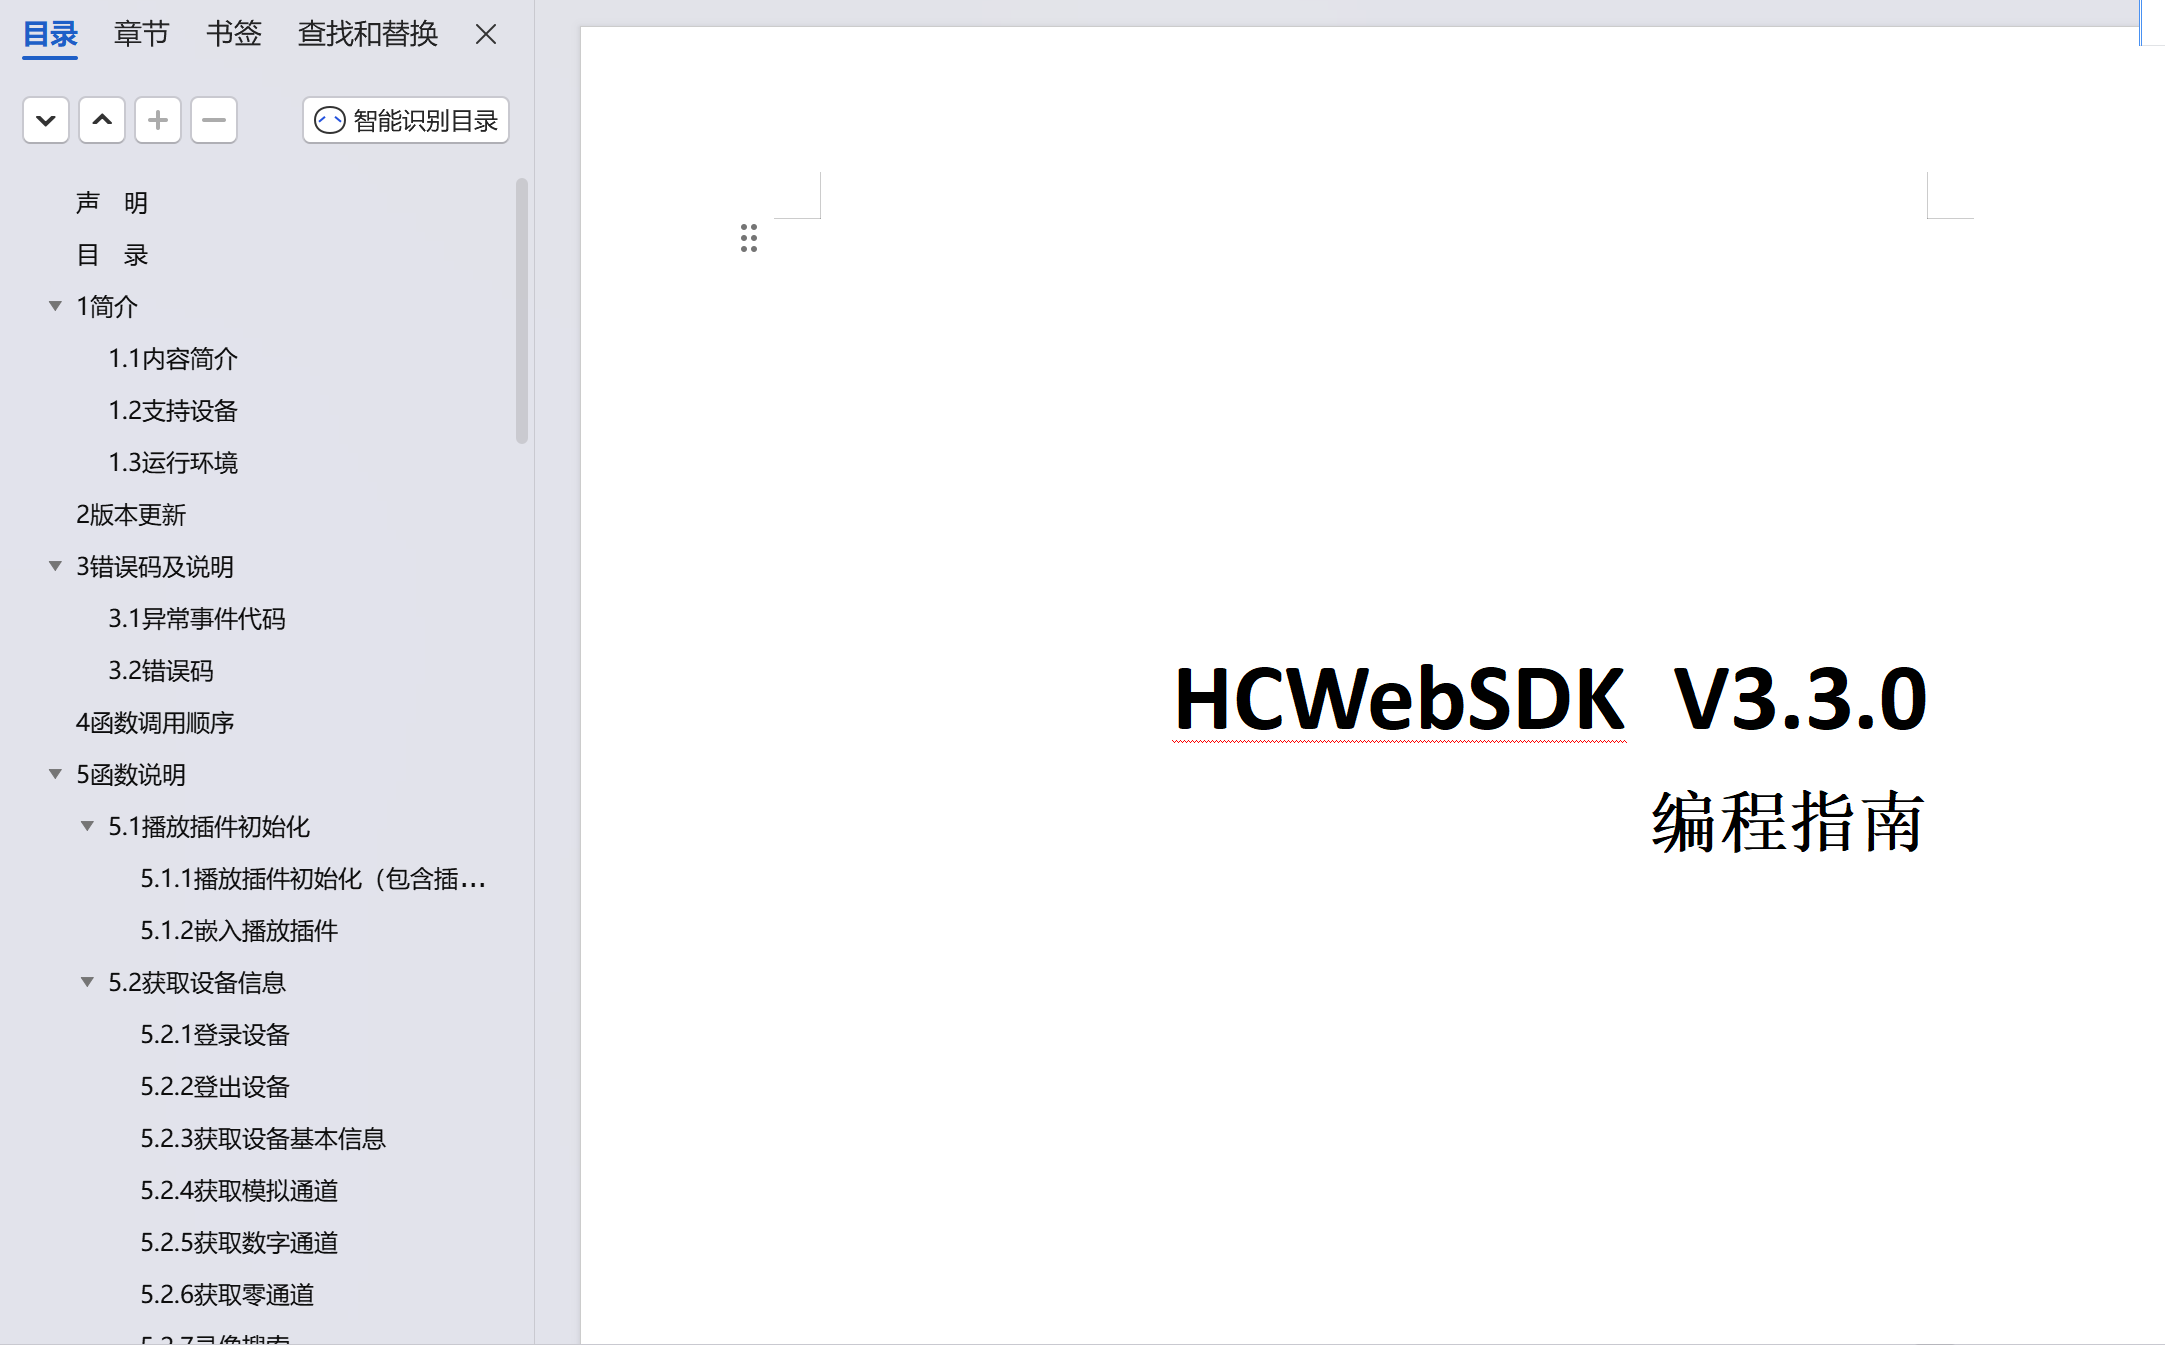 目录 章节 书签 查找和替换
智能识别目录
声 明
目 录
1简介
1.1内容简介
1.2支持设备
1.3运行环境
2版本更新
3错误码及说明
3.1异常事件代码
3.2错误码
4函数调用顺序
5函数说明
5.1播放插件初始化
5.1.1播放插件初始化（包含插...
5.1.2嵌入播放插件
5.2获取设备信息
5.2.1登录设备
5.2.2登出设备
5.2.3获取设备基本信息
5.2.4获取模拟通道
5.2.5获取数字通道
5.2.6获取零通道
5.2.7录像搜索
HCWebSDK V3.3.0
编程指南